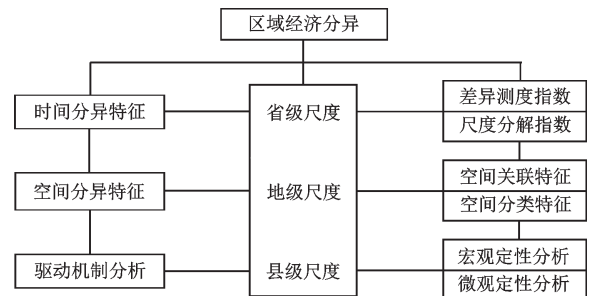 区域经济分异
时间分异特征
省级尺度
差异测度指数
尺度分解指数
空间分异特征
地级尺度
空间关联特征
空间分类特征
驱动机制分析
县级尺度
宏观定性分析
微观定性分析